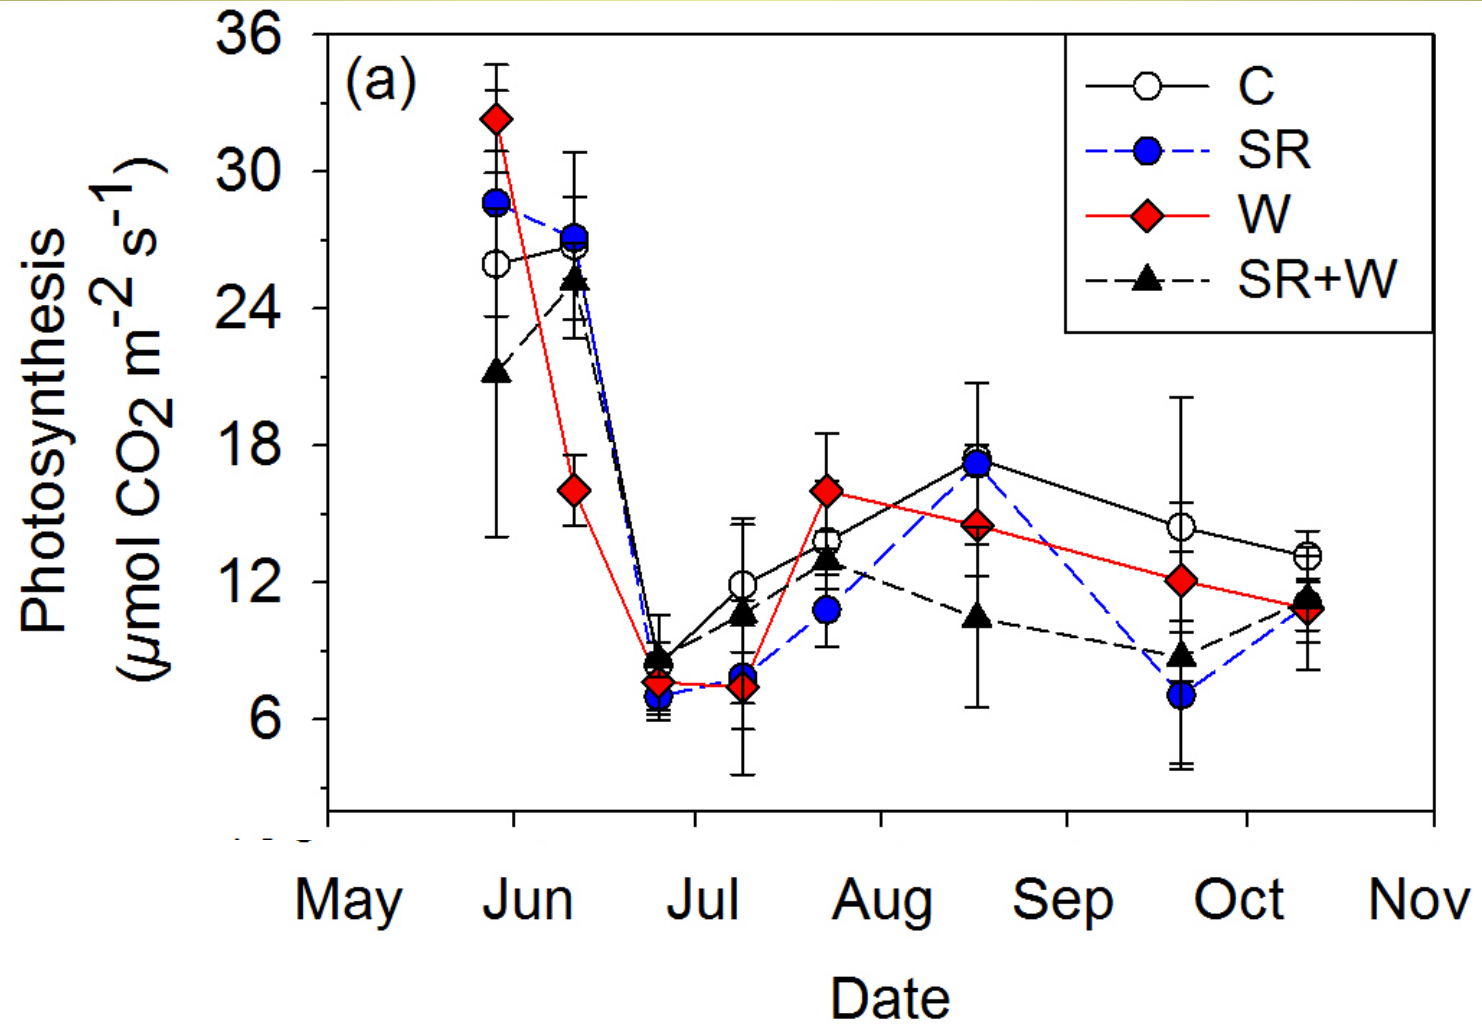 36
30
24
18
12
6
(a)
C
SR
W
SR+W
Photosynthesis
(µmol CO2 m-2 s-1)
May Jun Jul Aug Sep Oct Nov
Date